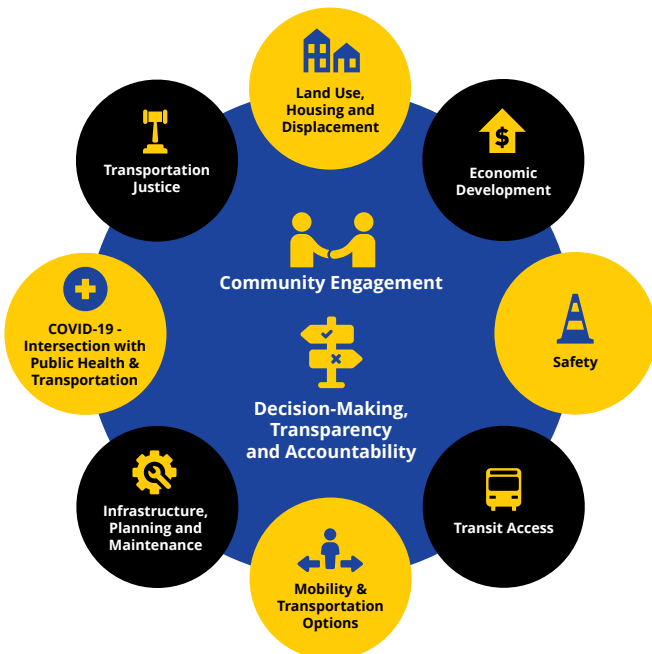 Land Use,
Housing and
Displacement
Transportation
Justice
$
Economic
Development
Community Engagement
COVID-19 -
Intersection with
Public Health &
Transportation
Safety
Decision-Making,
Transparency
and Accountability
Infrastructure,
Planning and
Maintenance
Transit Access
Mobility &
Transportation
Options